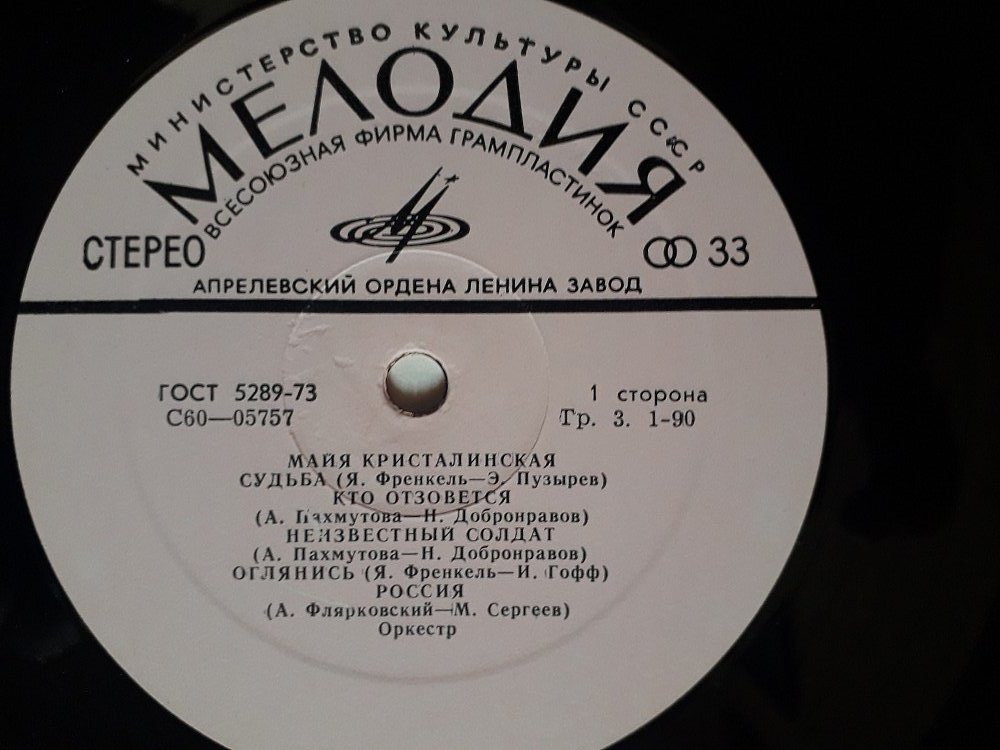 МИНИСТЕРСТВО КУЛЬТУРЫ СССР
МЕЛОДИЯ
ВСЕСОЮЗНАЯ ФИРМА ГРАМПЛАСТИНОК
СТЕРЕО
33
АПРЕЛЕВСКИЙ ОРДЕНА ЛЕНИНА ЗАВОД
ГОСТ 5289-73
1 сторона
С60—05757
Гр. 3. 1-90
МАЙЯ КРИСТАЛИНСКАЯ
СУДЬБА (Я. Френкель—Э. Пузырев)
КТО ОТЗОВЕТСЯ
(А. Пахмутова—Н. Добронравов)
НЕИЗВЕСТНЫЙ СОЛДАТ
(А. Пахмутова—Н. Добронравов)
ОГЛЯНИСЬ (Я. Френкель—И. Гофф)
РОССИЯ
(А. Флярковский—М. Сергеев)
Оркестр